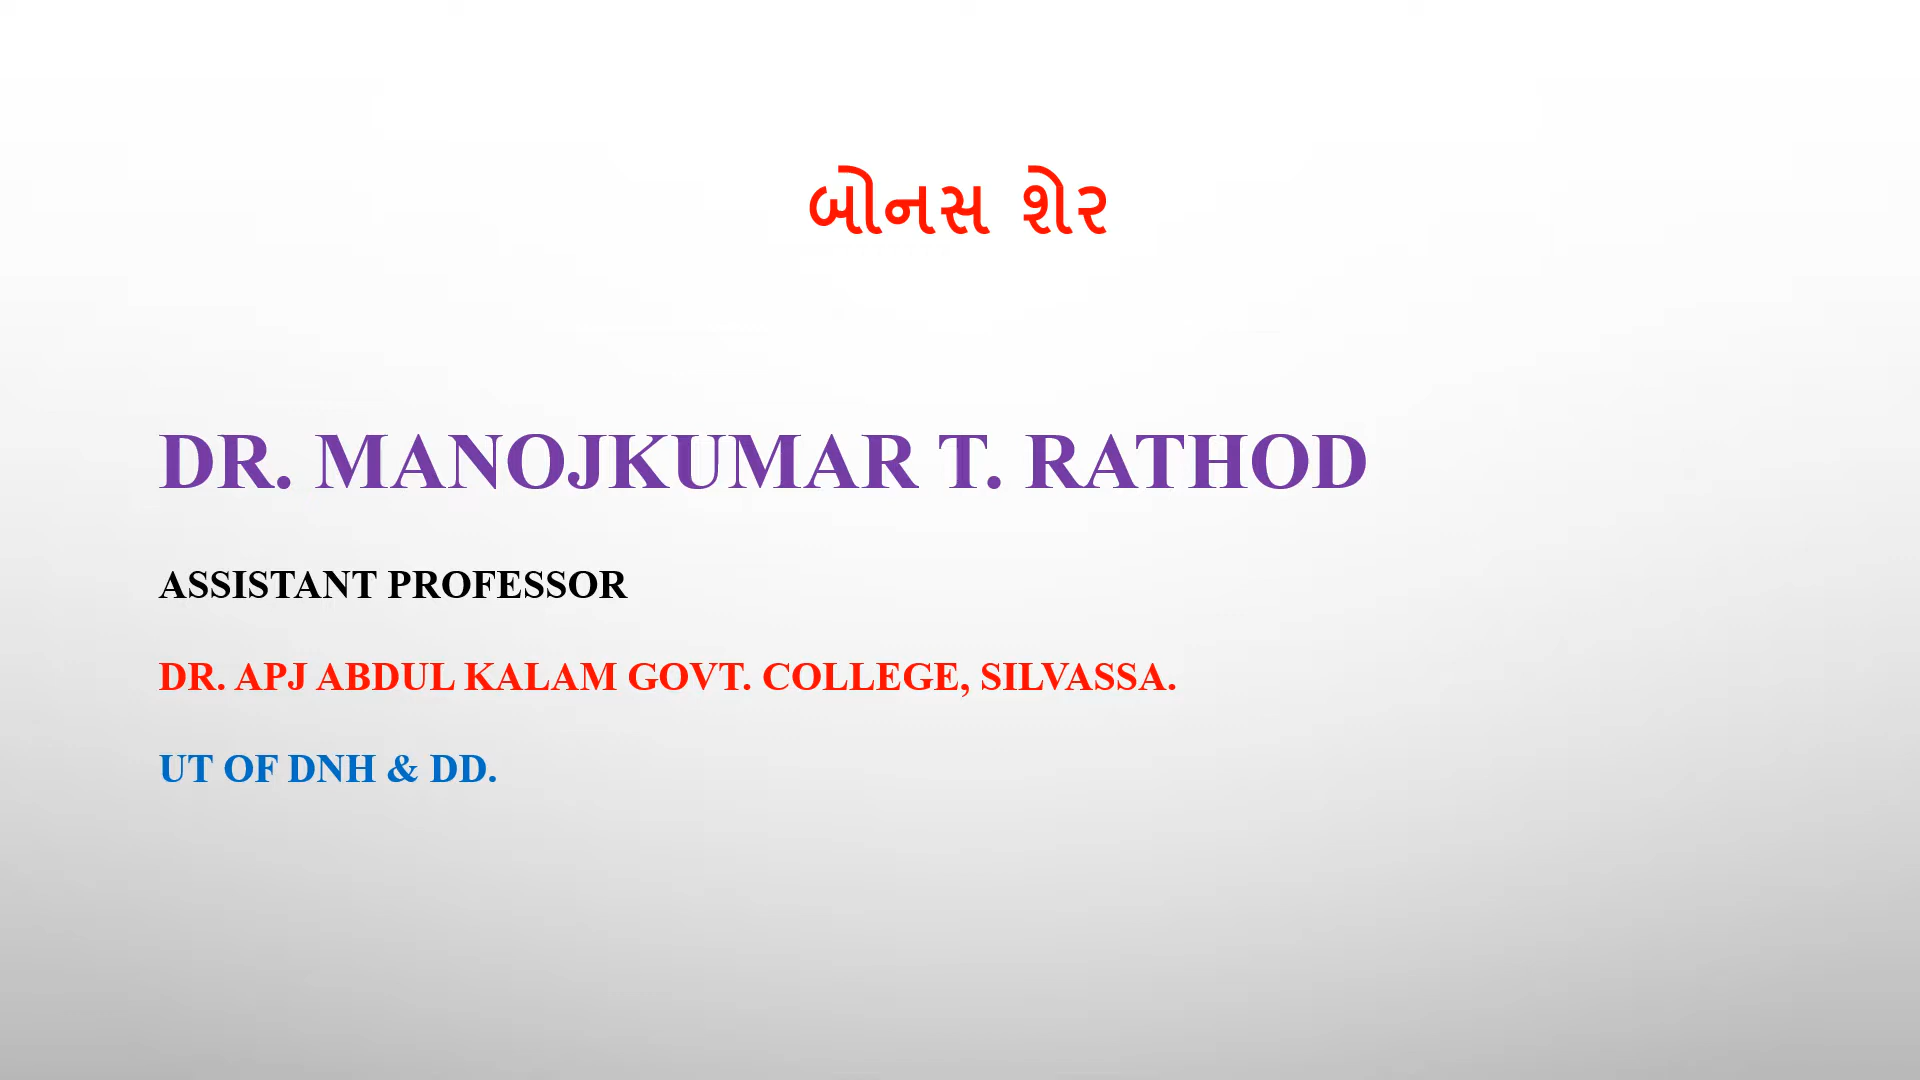 બોનસ શેર
DR. MANOJKUMAR T. RATHOD
ASSISTANT PROFESSOR
DR. APJ ABDUL KALAM GOVT. COLLEGE, SILVASSA.
UT OF DNH & DD.